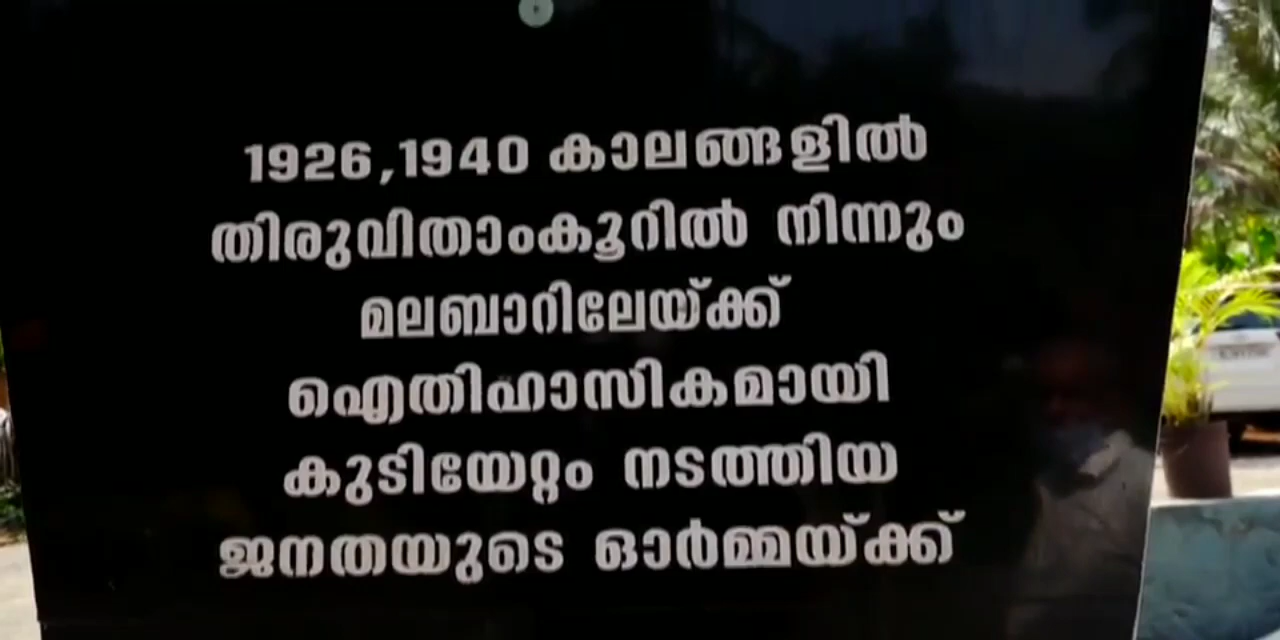 1926,1940 കാലങ്ങളിൽ
തിരുവിതാംകൂറിൽ നിന്നും
മലബാറിലേയ്ക്ക്
ഐതിഹാസികമായി
കുടിയേറ്റം നടത്തിയ
ജനതയുടെ ഓർമ്മയ്ക്ക്